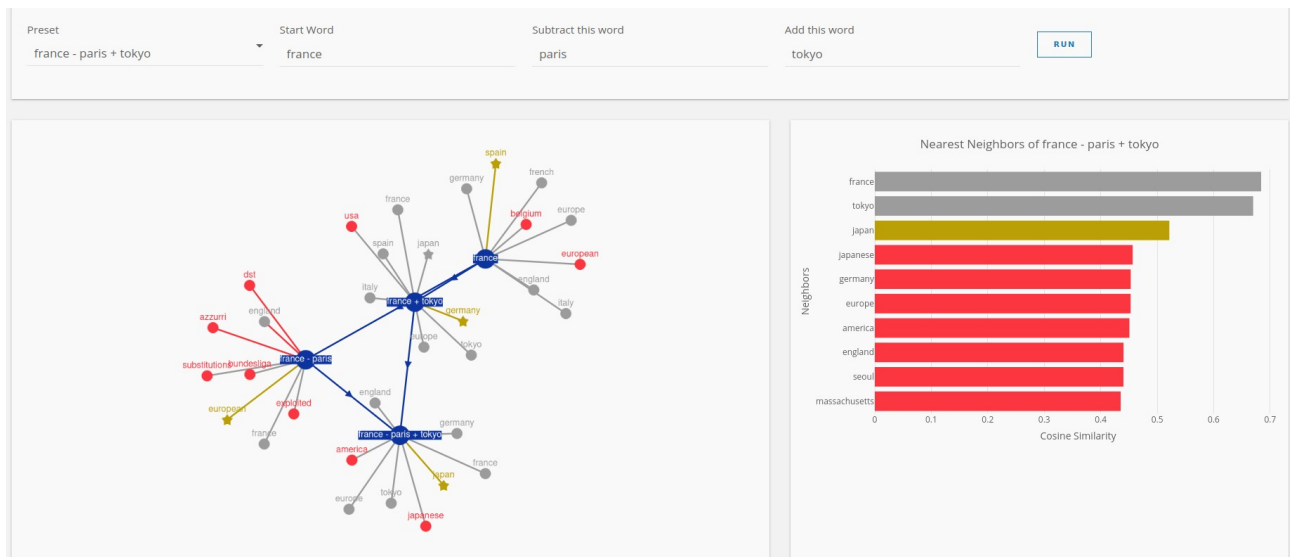 Preset
Start Word
Subtract this word
Add this word
france - paris + tokyo
france
paris
tokyo
RUN
spain
germany
french
france
usa
belgium
europe
spain
japan
france
european
dst
italy
england
italy
france + tokyo
england
germany
azzurri
europe
tokyo
france - paris
substitutions
bundesliga
england
european
exploited
france - paris + tokyo
germany
france
america
japan
france
europe
tokyo
japanese
Nearest Neighbors of france - paris + tokyo
Neighbors
france
tokyo
japan
japanese
germany
europe
america
england
seoul
massachusetts
0 0.1 0.2 0.3 0.4 0.5 0.6 0.7
Cosine Similarity